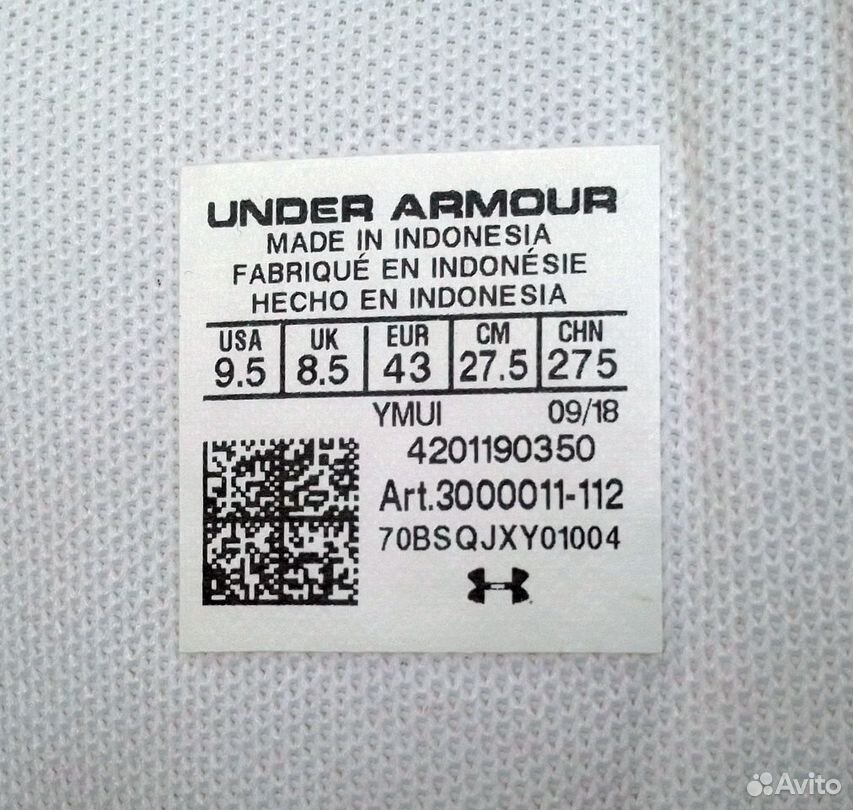 UNDER ARMOUR
MADE IN INDONESIA
FABRIQUÉ EN INDONÉSIE
HECHO EN INDONESIA
USA UK EUR CM CHN
9.5 8.5 43 27.5 275
YMUI 09/18
4201190350
Art.3000011-112
70BSQJXY01004
Avito